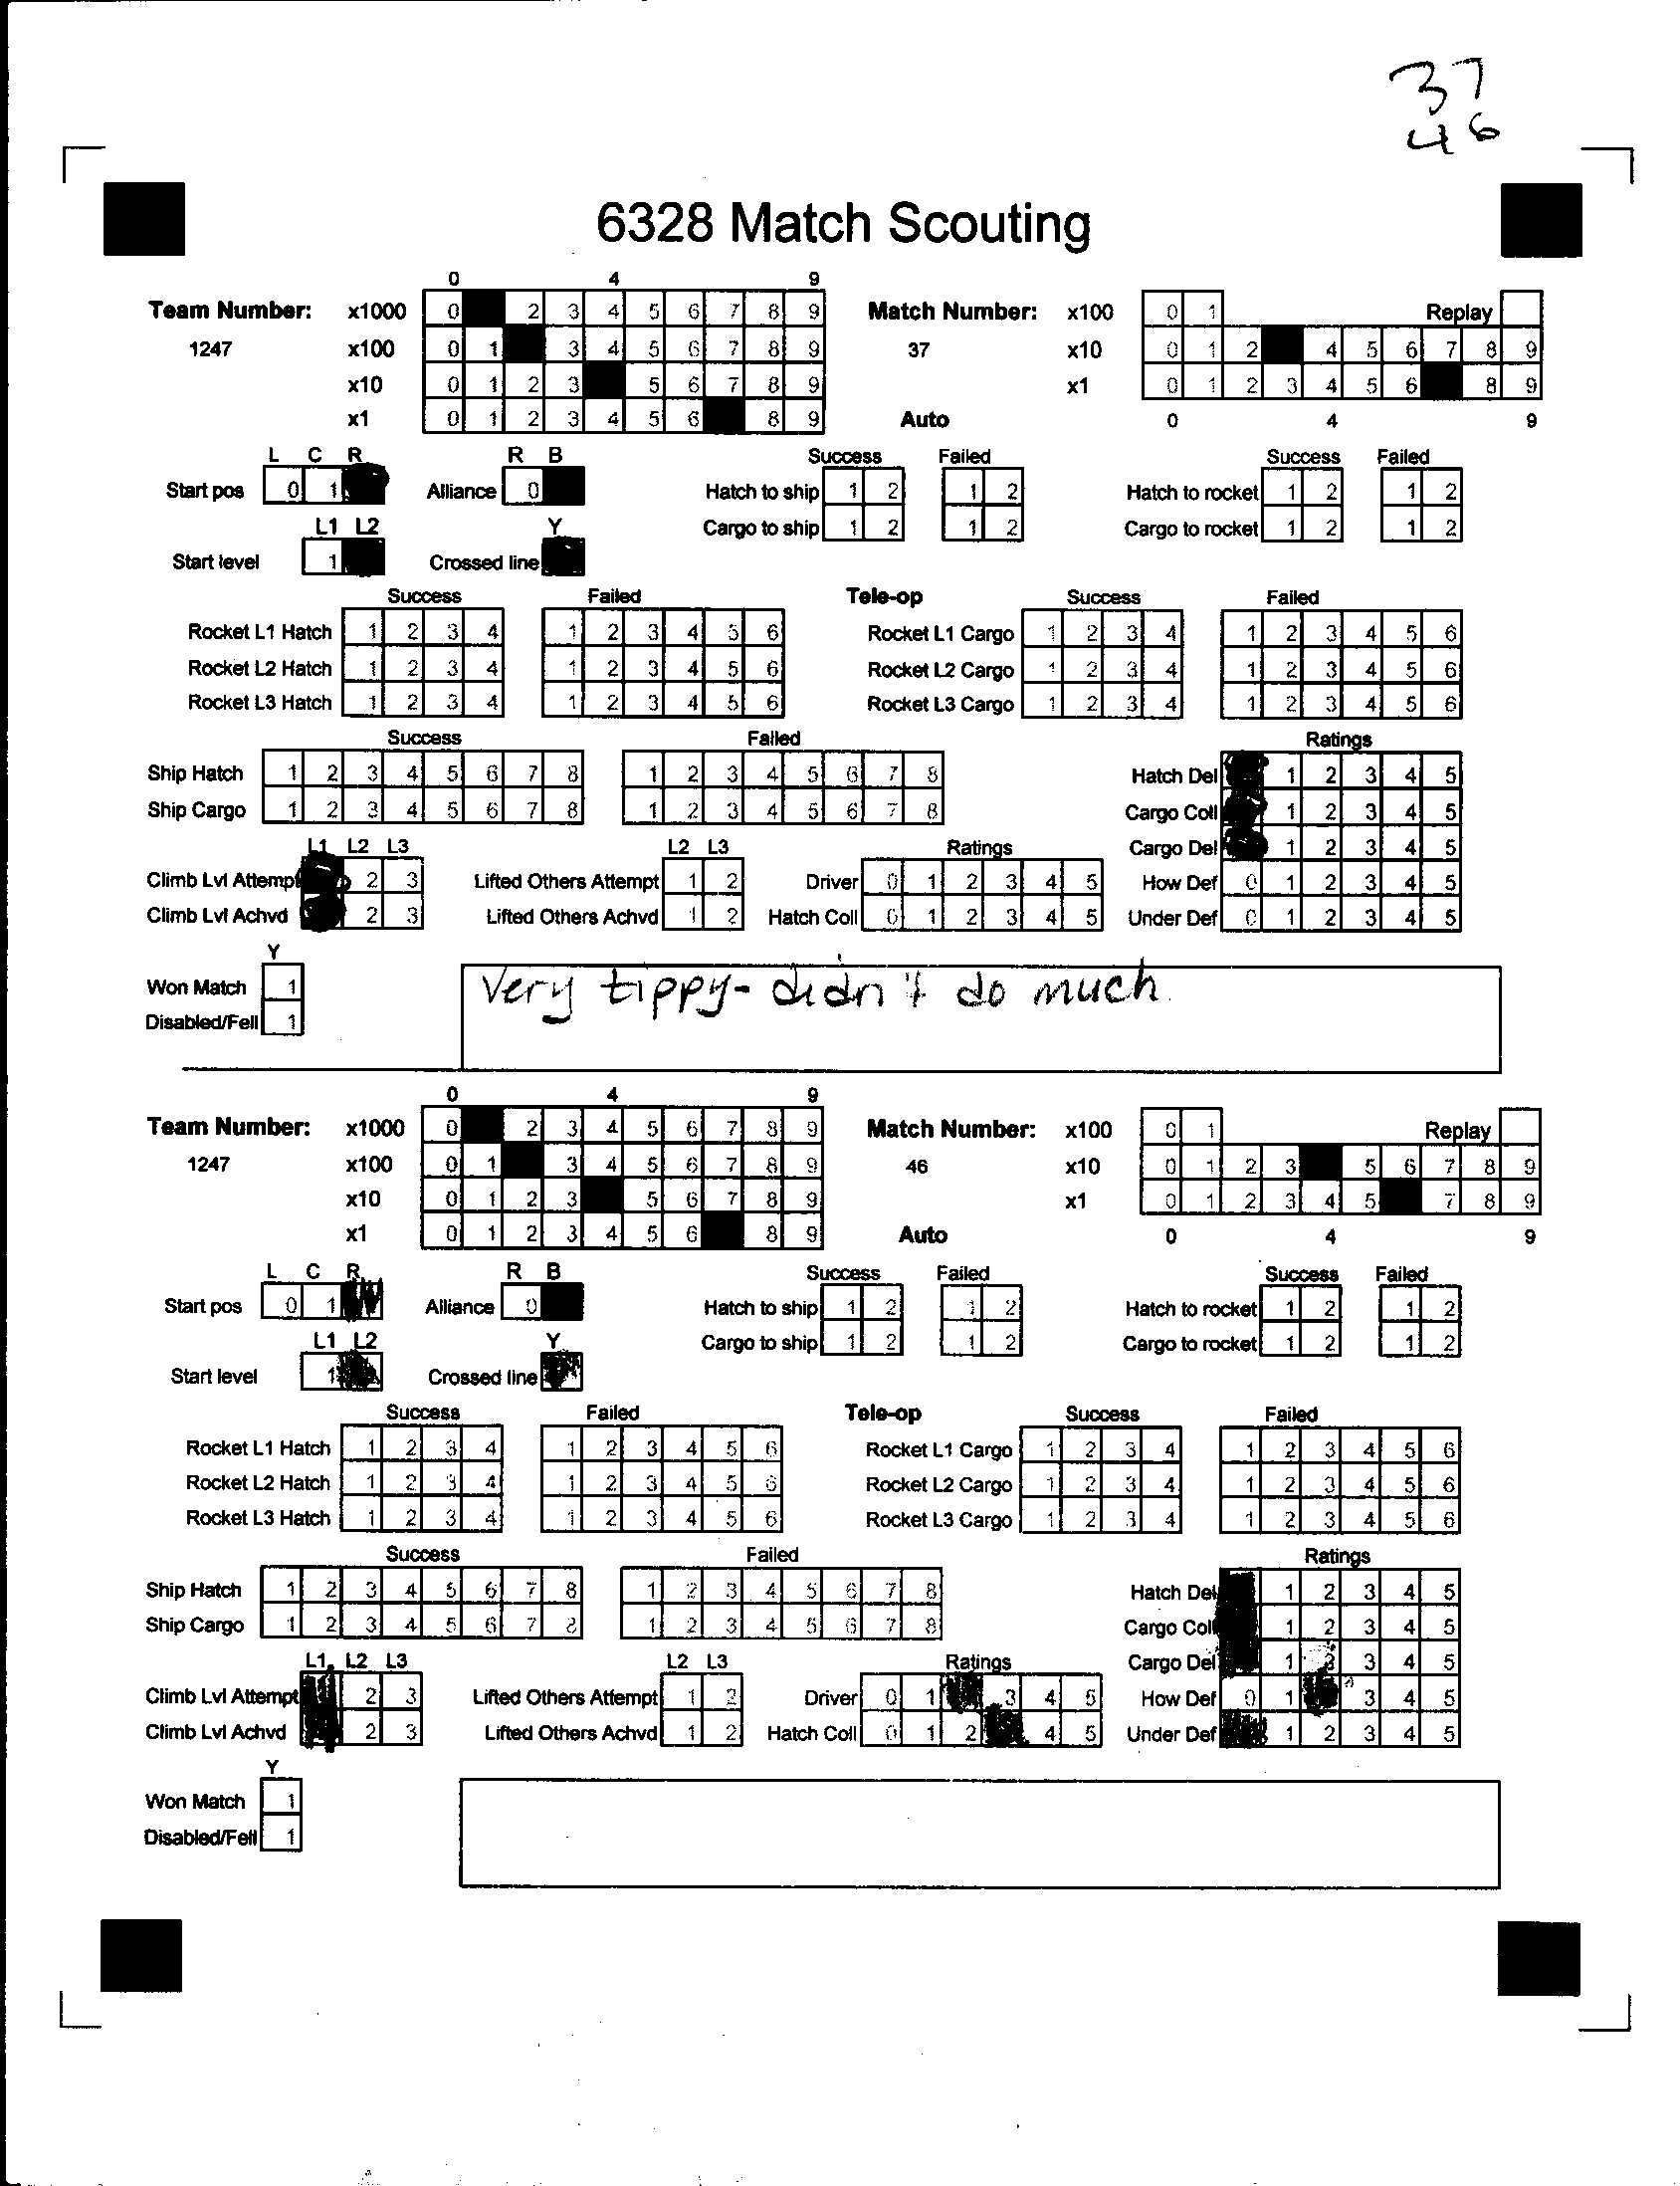 37
46
6328 Match Scouting
0 4 9
Team Number: x1000 0 2 3 4 5 6 7 8 9 Match Number: x100 0 1 Replay
1247 x100 0 1 3 4 5 6 7 8 9 37 x10 0 1 2 4 5 6 7 8 9
x10 0 1 2 3 5 6 7 8 9 x1 0 1 2 3 4 5 6 8 9
x1 0 1 2 3 4 5 6 8 9 Auto 0 4 9
L C R R B Success Failed Success Failed
Start pos 0 1 Alliance 0 Hatch to ship 1 2 1 2 Hatch to rocket 1 2 1 2
L1 L2 Y Cargo to ship 1 2 1 2 Cargo to rocket 1 2 1 2
Start level 1 Crossed line
Success Failed Tele-op Success Failed
Rocket L1 Hatch 1 2 3 4 1 2 3 4 5 6 Rocket L1 Cargo 1 2 3 4 1 2 3 4 5 6
Rocket L2 Hatch 1 2 3 4 1 2 3 4 5 6 Rocket L2 Cargo 1 2 3 4 1 2 3 4 5 6
Rocket L3 Hatch 1 2 3 4 1 2 3 4 5 6 Rocket L3 Cargo 1 2 3 4 1 2 3 4 5 6
Success Failed Ratings
Ship Hatch 1 2 3 4 5 6 7 8 1 2 3 4 5 6 7 8 Hatch Del 1 2 3 4 5
Ship Cargo 1 2 3 4 5 6 7 8 1 2 3 4 5 6 7 8 Cargo Coll 1 2 3 4 5
L1 L2 L3 L2 L3 Ratings Cargo Del 1 2 3 4 5
Climb Lvl Attempt 2 3 Lifted Others Attempt 1 2 Driver 0 1 2 3 4 5 How Def 0 1 2 3 4 5
Climb Lvl Achvd 2 3 Lifted Others Achvd 1 2 Hatch Coll 0 1 2 3 4 5 Under Def 0 1 2 3 4 5
Y
Won Match 1 Very tippy- didn't do much.
Disabled/Fell 1
0 4 9
Team Number: x1000 0 2 3 4 5 6 7 8 9 Match Number: x100 0 1 Replay
1247 x100 0 1 3 4 5 6 7 8 9 46 x10 0 1 2 3 5 6 7 8 9
x10 0 1 2 3 5 6 7 8 9 x1 0 1 2 3 4 5 7 8 9
x1 0 1 2 3 4 5 6 8 9 Auto 0 4 9
L C R R B Success Failed Success Failed
Start pos 0 1 Alliance 0 Hatch to ship 1 2 1 2 Hatch to rocket 1 2 1 2
L1 L2 Y Cargo to ship 1 2 1 2 Cargo to rocket 1 2 1 2
Start level 1 Crossed line
Success Failed Tele-op Success Failed
Rocket L1 Hatch 1 2 3 4 1 2 3 4 5 6 Rocket L1 Cargo 1 2 3 4 1 2 3 4 5 6
Rocket L2 Hatch 1 2 3 4 1 2 3 4 5 6 Rocket L2 Cargo 1 2 3 4 1 2 3 4 5 6
Rocket L3 Hatch 1 2 3 4 1 2 3 4 5 6 Rocket L3 Cargo 1 2 3 4 1 2 3 4 5 6
Success Failed Ratings
Ship Hatch 1 2 3 4 5 6 7 8 1 2 3 4 5 6 7 8 Hatch Del 1 2 3 4 5
Ship Cargo 1 2 3 4 5 6 7 8 1 2 3 4 5 6 7 8 Cargo Coll 1 2 3 4 5
L1 L2 L3 L2 L3 Ratings Cargo Del 1 2 3 4 5
Climb Lvl Attempt 2 3 Lifted Others Attempt 1 2 Driver 0 1 3 4 5 How Def 0 1 3 4 5
Climb Lvl Achvd 2 3 Lifted Others Achvd 1 2 Hatch Coll 0 1 2 4 5 Under Def 1 2 3 4 5
Y
Won Match 1
Disabled/Fell 1